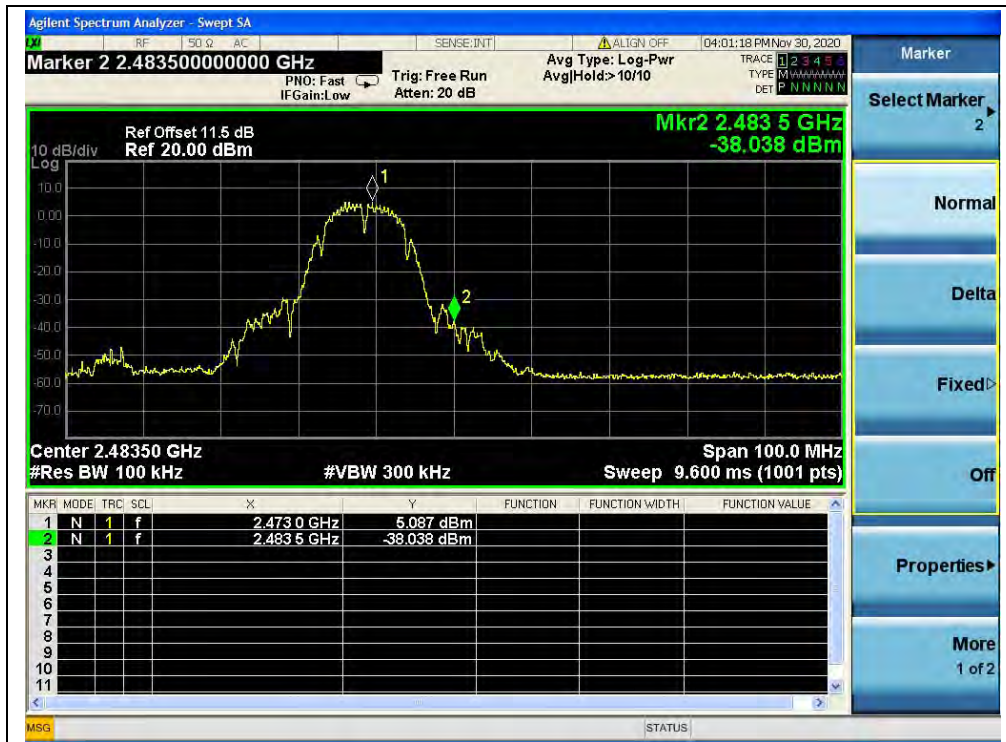 Agilent Spectrum Analyzer - Swept SA
LXI RF 50 Ω AC SENSE:INT ALIGN OFF 04:01:18 PM Nov 30, 2020
Marker 2 2.483500000000 GHz
Avg Type: Log-Pwr
TRACE 1 2 3 4 5 6
PNO: Fast
Trig: Free Run
Avg|Hold:> 10/10
TYPE M
IFGain:Low
Atten: 20 dB
DET P N N N N N
Marker
Select Marker
2
Normal
Delta
Fixed
Off
Properties
More
1 of 2
Mkr2 2.483 5 GHz
-38.038 dBm
Ref Offset 11.5 dB
10 dB/div Ref 20.00 dBm
Log
10.0
0.00
-10.0
-20.0
-30.0
-40.0
-50.0
-60.0
-70.0
1
2
Center 2.48350 GHz
Span 100.0 MHz
#Res BW 100 kHz
#VBW 300 kHz
Sweep 9.600 ms (1001 pts)
MKR MODE TRC SCL X Y FUNCTION FUNCTION WIDTH FUNCTION VALUE
1 N 1 f 2.473 0 GHz 5.087 dBm
2 N 1 f 2.483 5 GHz -38.038 dBm
3
4
5
6
7
8
9
10
11
MSG
STATUS